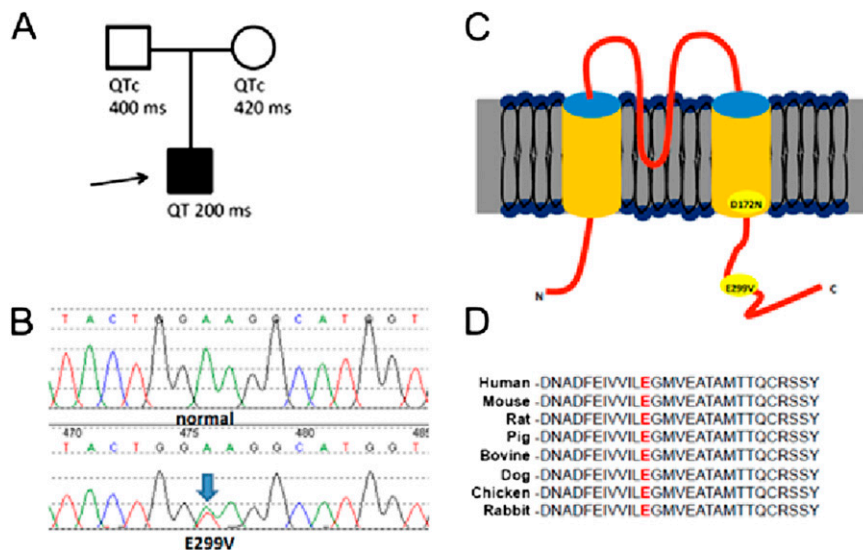 A
QTc
400 ms
QTc
420 ms
QT 200 ms
B
T A C T G G A A G G C A T G G T
normal
470 475 480 485
T A C T G G A A G G C A T G G T
E299V
C
D172N
N
E299V
C
D
Human -DNADFEIVVILEGMVEATAMTTQCRSSY
Mouse -DNADFEIVVILEGMVEATAMTTQCRSSY
Rat -DNADFEIVVILEGMVEATAMTTQCRSSY
Pig -DNADFEIVVILEGMVEATAMTTQCRSSY
Bovine -DNADFEIVVILEGMVEATAMTTQCRSSY
Dog -DNADFEIVVILEGMVEATAMTTQCRSSY
Chicken -DNADFEIVVILEGMVEATAMTTQCRSSY
Rabbit -DNADFEIVVILEGMVEATAMTTQCRSSY